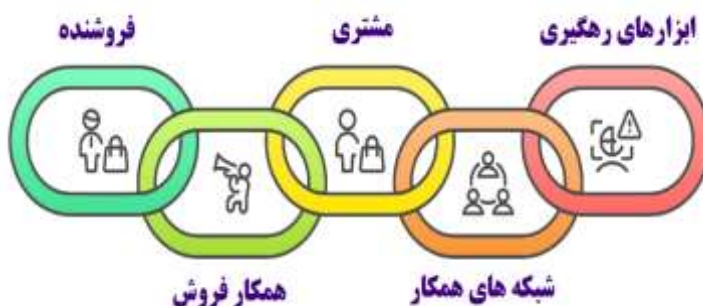 ابزارهای رهگیری
شبکه های همکار
مشتری
همکار فروش
فروشنده